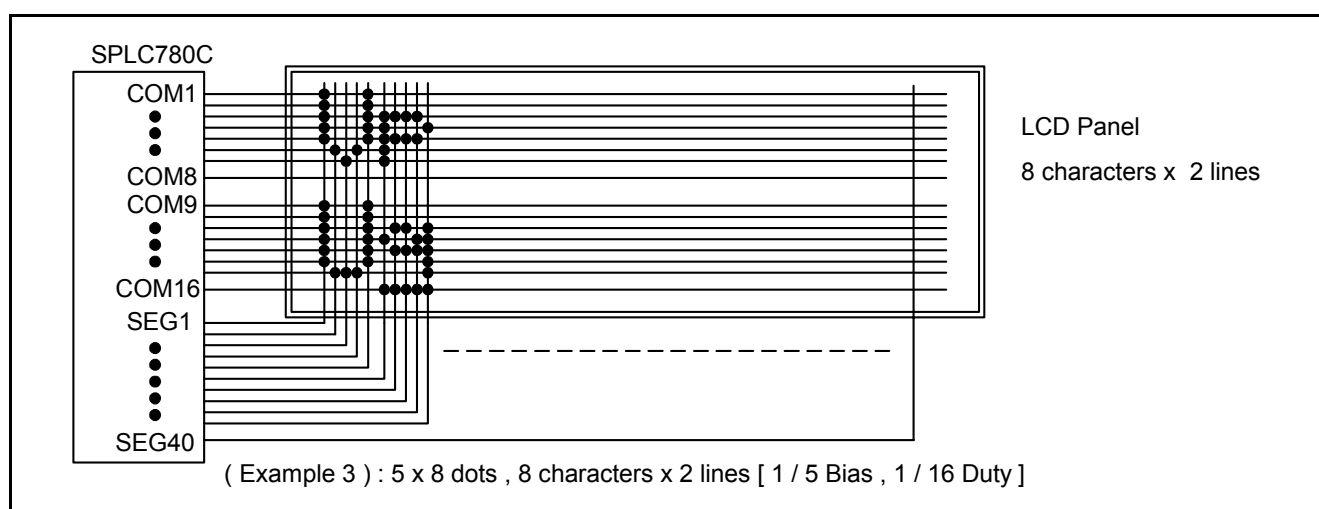 SPLC780C
COM1
COM8
COM9
COM16
SEG1
SEG40
LCD Panel
8 characters x 2 lines
( Example 3 ) : 5 x 8 dots , 8 characters x 2 lines [ 1 / 5 Bias , 1 / 16 Duty ]